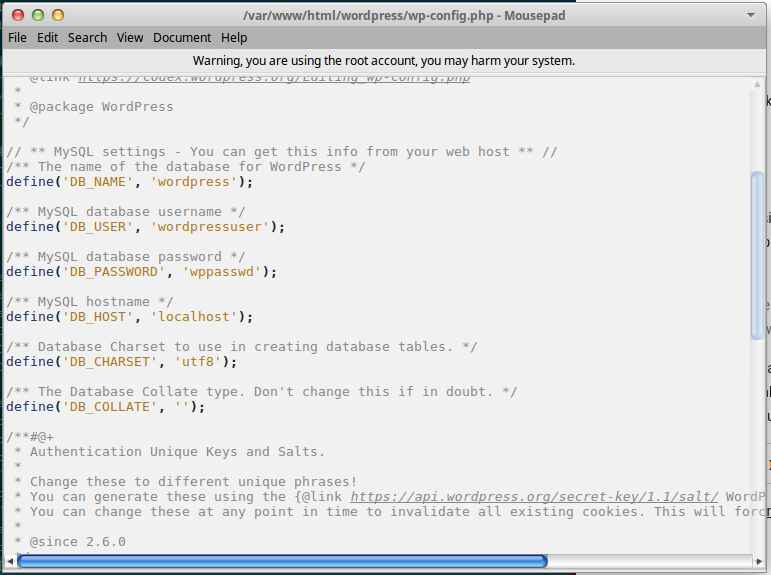 /var/www/html/wordpress/wp-config.php - Mousepad
File Edit Search View Document Help
Warning, you are using the root account, you may harm your system.
* @link https://codex.wordpress.org/Editing_wp-config.php
*
* @package WordPress
*/
// ** MySQL settings - You can get this info from your web host ** //
/** The name of the database for WordPress */
define('DB_NAME', 'wordpress');
/** MySQL database username */
define('DB_USER', 'wordpressuser');
/** MySQL database password */
define('DB_PASSWORD', 'wppasswd');
/** MySQL hostname */
define('DB_HOST', 'localhost');
/** Database Charset to use in creating database tables. */
define('DB_CHARSET', 'utf8');
/** The Database Collate type. Don't change this if in doubt. */
define('DB_COLLATE', '');
/**#@+
* Authentication Unique Keys and Salts.
*
* Change these to different unique phrases!
* You can generate these using the {@link https://api.wordpress.org/secret-key/1.1/salt/ WordP
* You can change these at any point in time to invalidate all existing cookies. This will forc
*
* @since 2.6.0